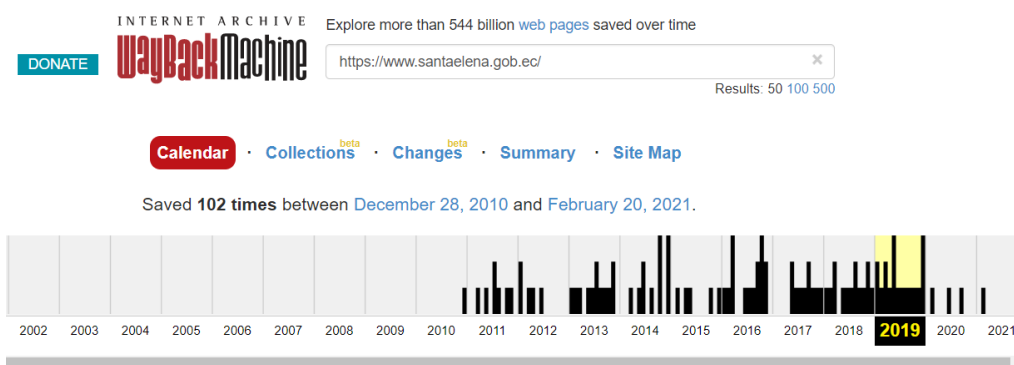 INTERNET ARCHIVE
WayBackMachine
DONATE
Explore more than 544 billion web pages saved over time
https://www.santaelena.gob.ec/ ×
Results: 50 100 500
Calendar · Collections beta · Changes beta · Summary · Site Map
Saved 102 times between December 28, 2010 and February 20, 2021.
2002 2003 2004 2005 2006 2007 2008 2009 2010 2011 2012 2013 2014 2015 2016 2017 2018 2019 2020 2021